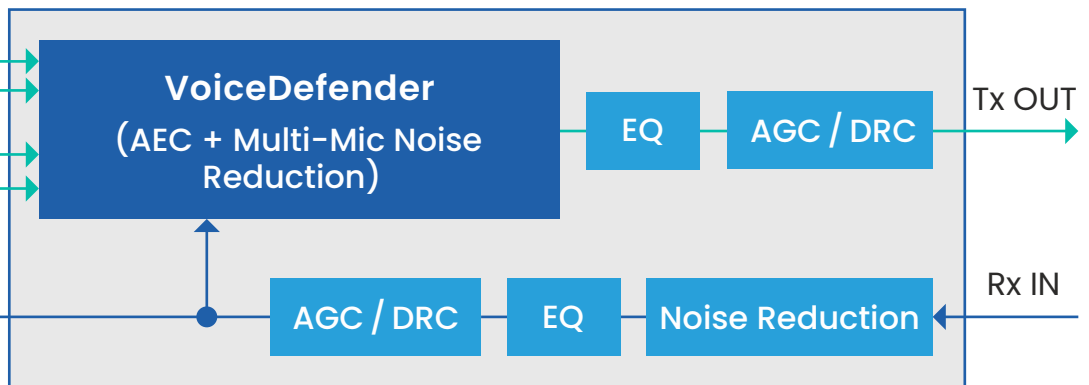 VoiceDefender
(AEC + Multi-Mic Noise
Reduction)
EQ
AGC / DRC
Tx OUT
AGC / DRC
EQ
Noise Reduction
Rx IN